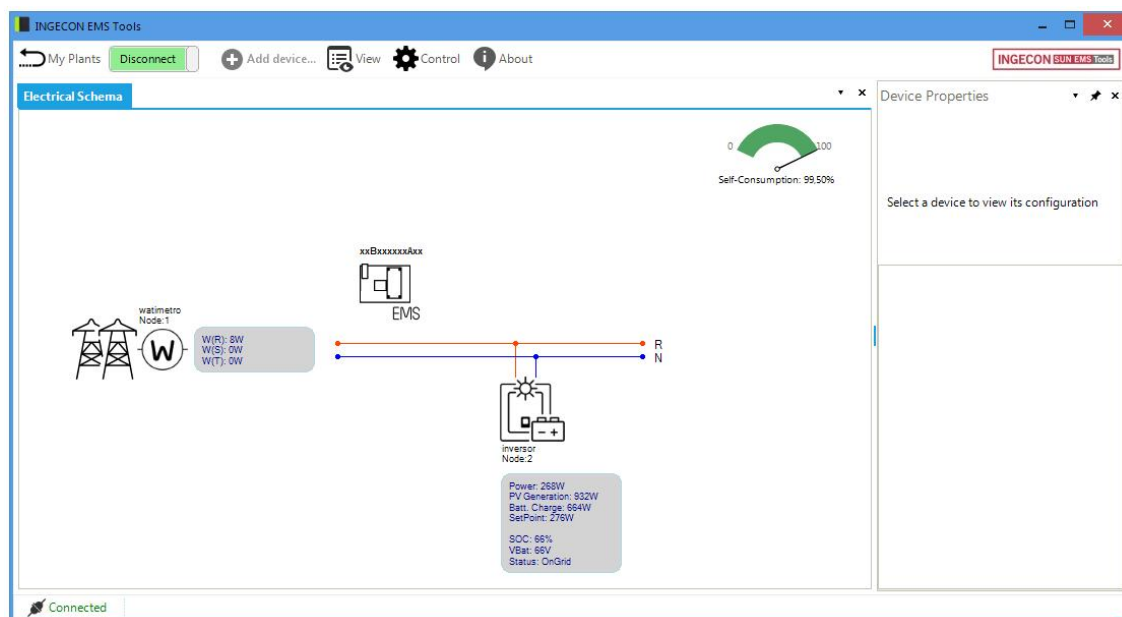 INGECON EMS Tools
My Plants Disconnect Add device... View Control About
INGECON SUN EMS Tools
Electrical Schema
Device Properties
0 100
Self-Consumption: 99,50%
Select a device to view its configuration
xxBxxxxxxAxx
EMS
watimetro
Node:1
W
W(R): 8W
W(S): 0W
W(T): 0W
R
N
inversor
Node:2
Power: 268W
PV Generation: 932W
Batt. Charge: 664W
SetPoint: 276W
SOC: 66%
VBat: 66V
Status: OnGrid
Connected